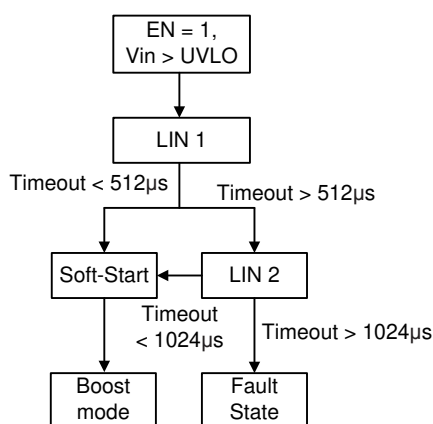 EN = 1,
Vin > UVLO
LIN 1
Timeout < 512µs
Timeout > 512µs
Soft-Start
LIN 2
Timeout
< 1024µs
Timeout > 1024µs
Boost
mode
Fault
State